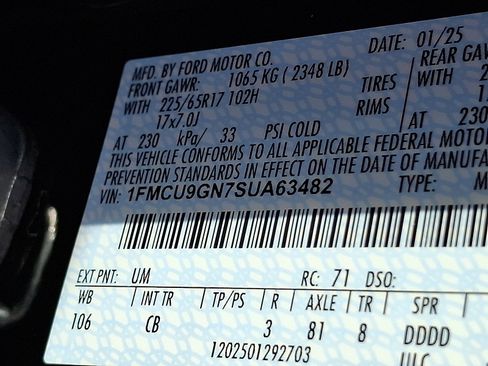 MFD. BY FORD MOTOR CO.
DATE: 01/25
FRONT GAWR: 1065 KG ( 2348 LB)
REAR GAW
WITH 225/65R17 102H TIRES WITH
17x7.0J RIMS
AT 230 kPa/ 33 PSI COLD 230
THIS VEHICLE CONFORMS TO ALL APPLICABLE FEDERAL MOTOR
PREVENTION STANDARDS IN EFFECT ON THE DATE OF MANUFA
VIN: 1FMCU9GN7SUA63482 TYPE: M
EXT PNT: UM RC: 71 DSO:
WB INT TR TP/PS R AXLE TR SPR
106 CB 3 81 8 DDDD
1202501292703